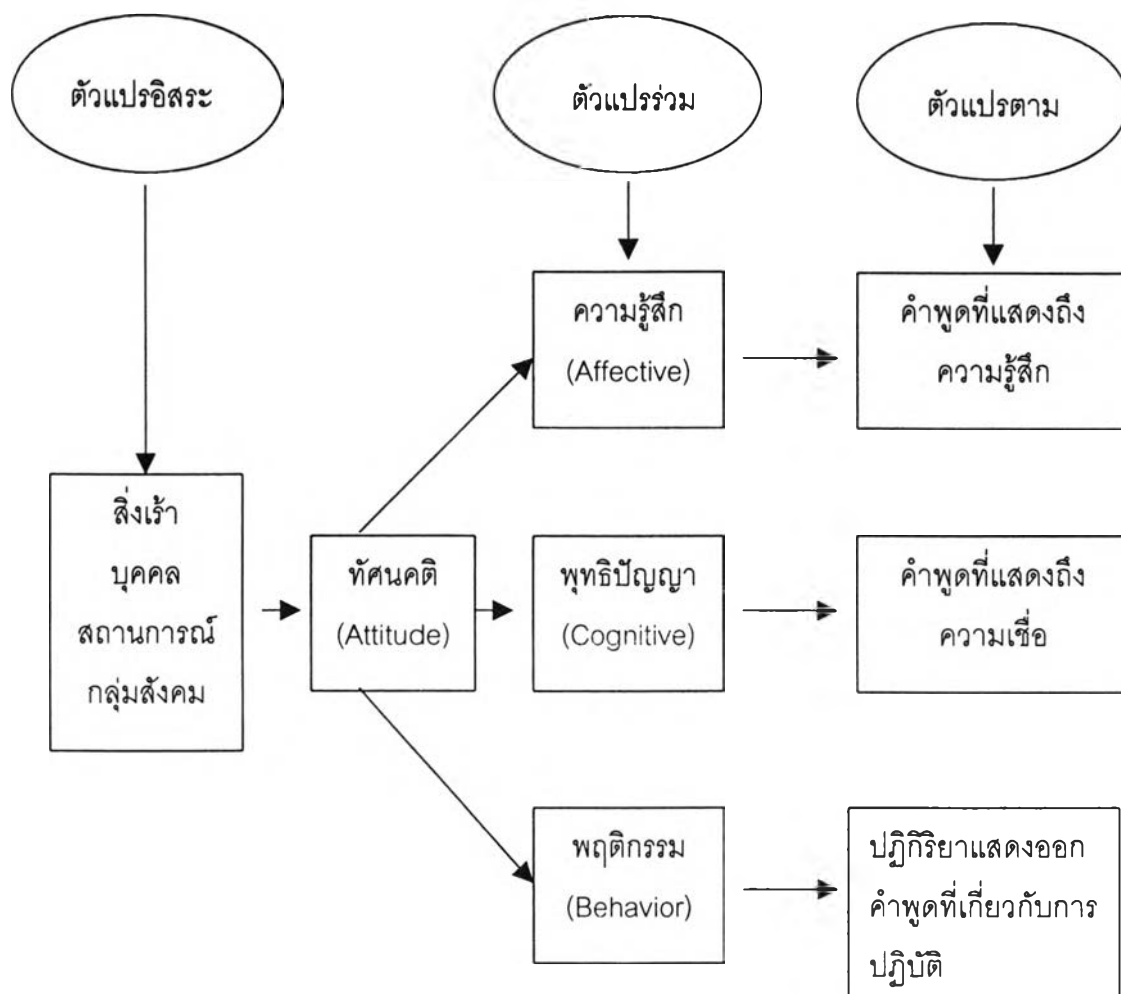 ตัวแปรอิสระ
ตัวแปรร่วม
ตัวแปรตาม
ความรู้สึก
(Affective)
คำพูดที่แสดงถึง
ความรู้สึก
สิ่งเร้า
บุคคล
สถานการณ์
กลุ่มสังคม
ทัศนคติ
(Attitude)
พุทธิปัญญา
(Cognitive)
คำพูดที่แสดงถึง
ความเชื่อ
พฤติกรรม
(Behavior)
ปฏิกิริยาแสดงออก
คำพูดที่เกี่ยวกับการ
ปฏิบัติ